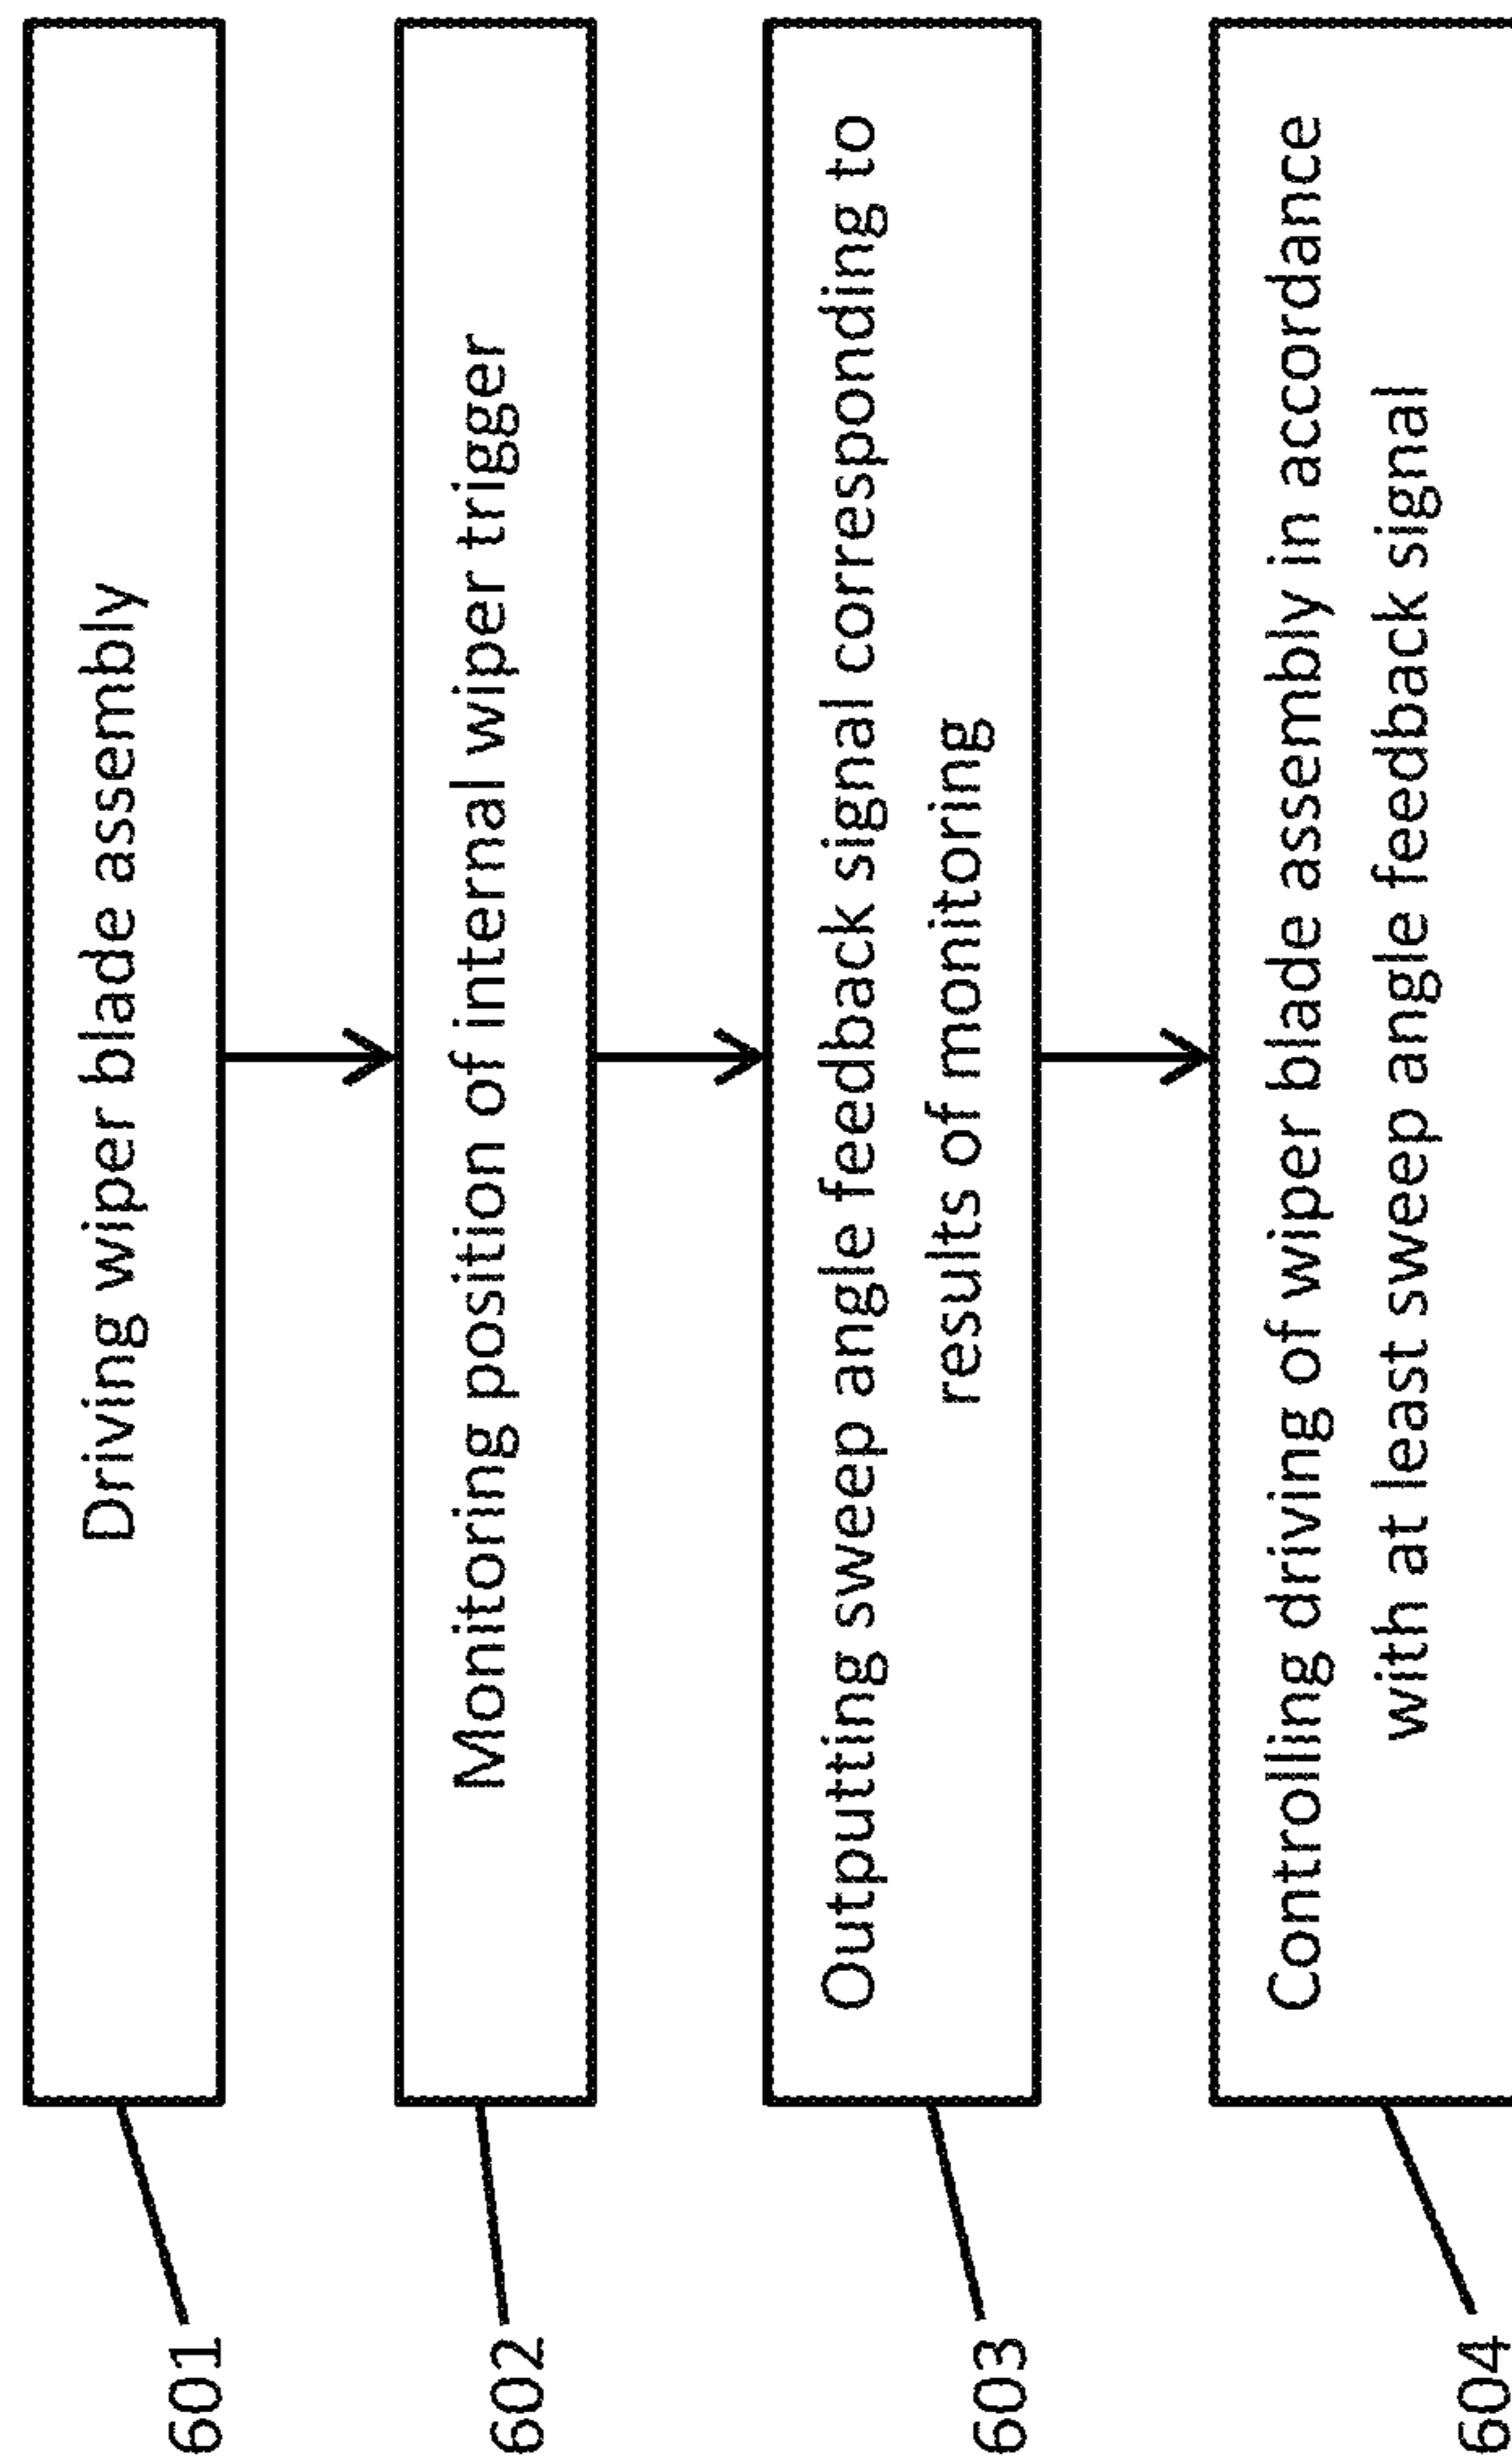 601
Driving wiper blade assembly
602
Monitoring position of internal wiper trigger
603
Outputting sweep angle feedback signal corresponding to
results of monitoring
604
Controlling driving of wiper blade assembly in accordance
with at least sweep angle feedback signal